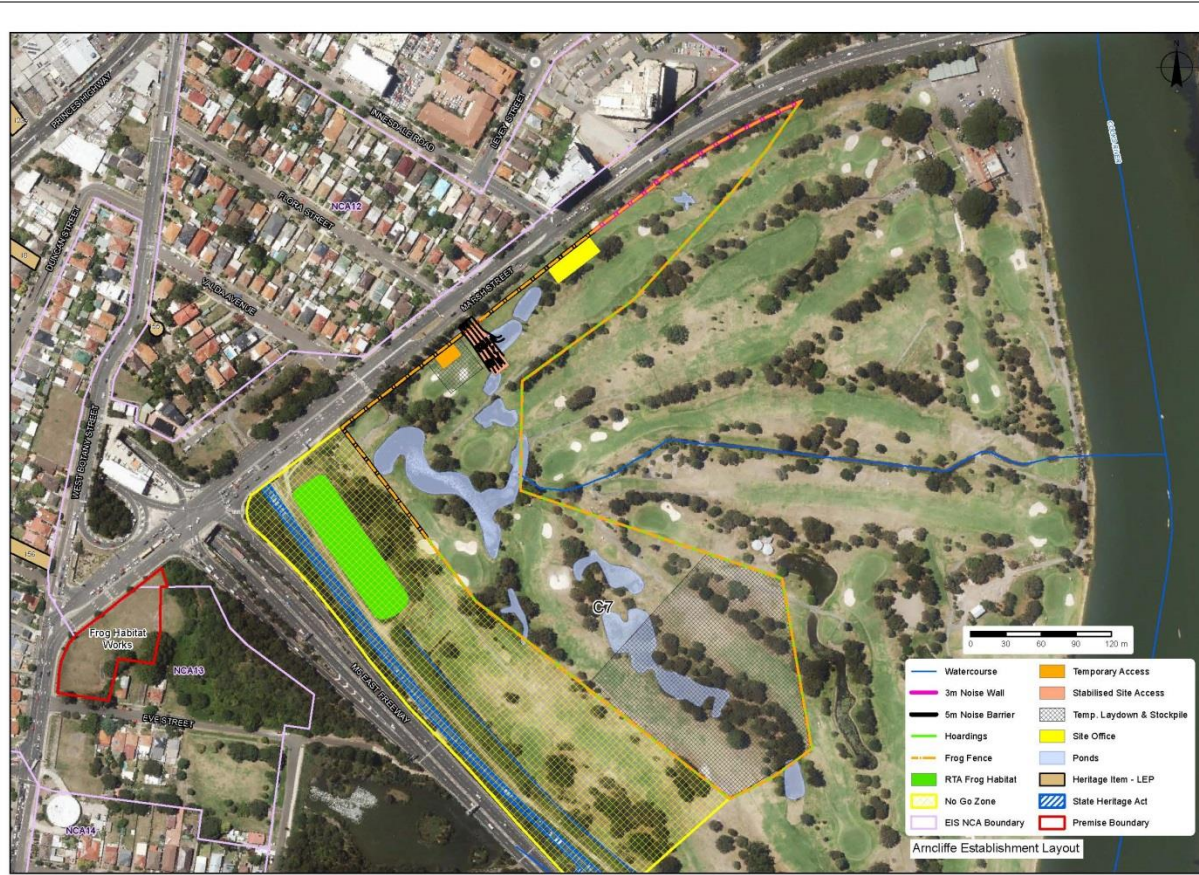 PRINCES HIGHWAY
INNESDALE ROAD
LEVEY STREET
DUNCAN STREET
FLORA STREET
NCA12
VALDA AVENUE
MARSH STREET
WEST BOTANY STREET
C7
Frog Habitat
Works
NCA13
M5 EAST FREEWAY
EVE STREET
NCA14
0 30 60 90 120 m
Watercourse
3m Noise Wall
5m Noise Barrier
Hoardings
Frog Fence
RTA Frog Habitat
No Go Zone
EIS NCA Boundary
Temporary Access
Stabilised Site Access
Temp. Laydown & Stockpile
Site Office
Ponds
Heritage Item - LEP
State Heritage Act
Premise Boundary
Arncliffe Establishment Layout